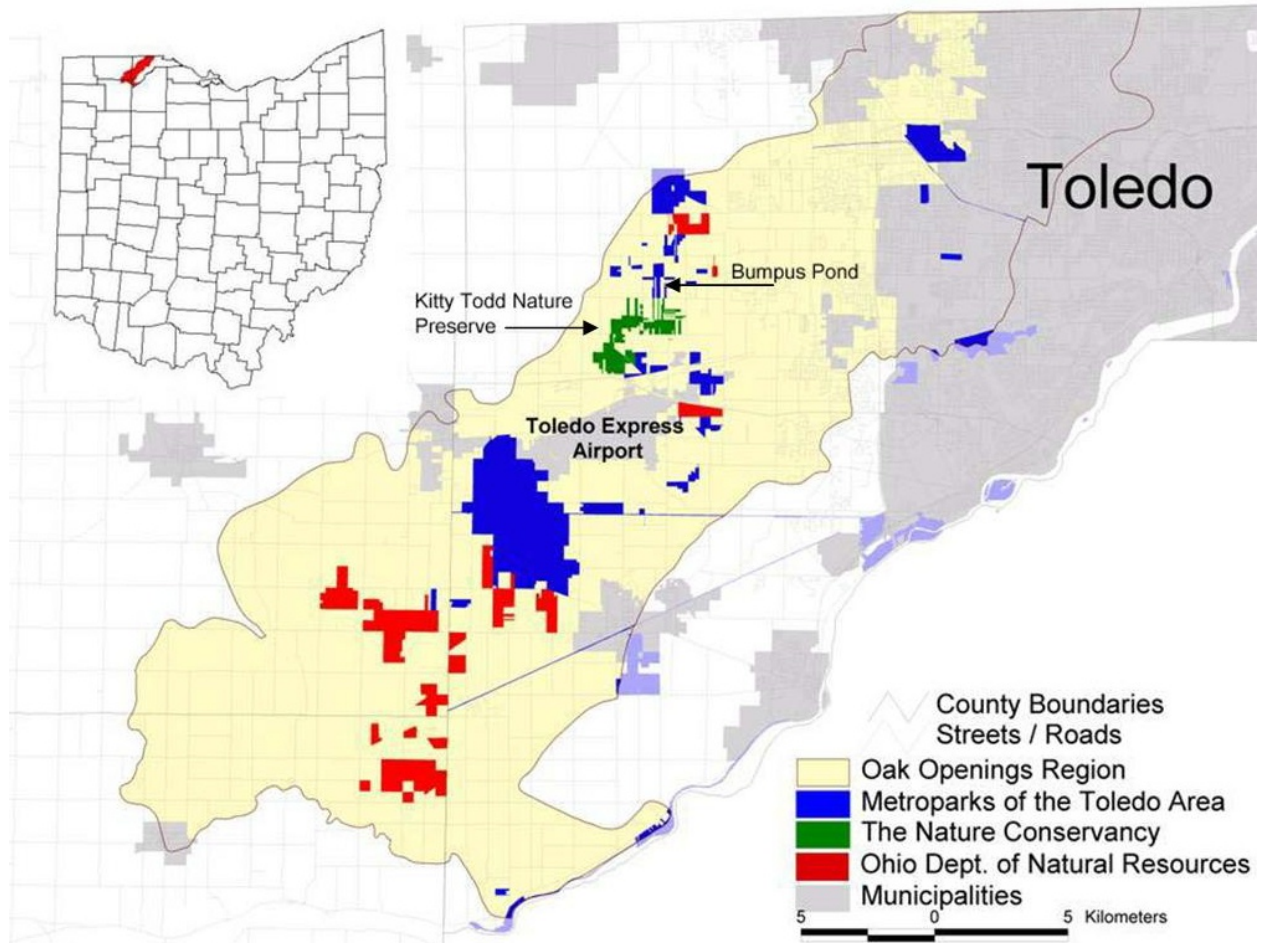 Toledo
Bumpus Pond
Kitty Todd Nature
Preserve
Toledo Express
Airport
County Boundaries
Streets / Roads
Oak Openings Region
Metroparks of the Toledo Area
The Nature Conservancy
Ohio Dept. of Natural Resources
Municipalities
5 0 5 Kilometers